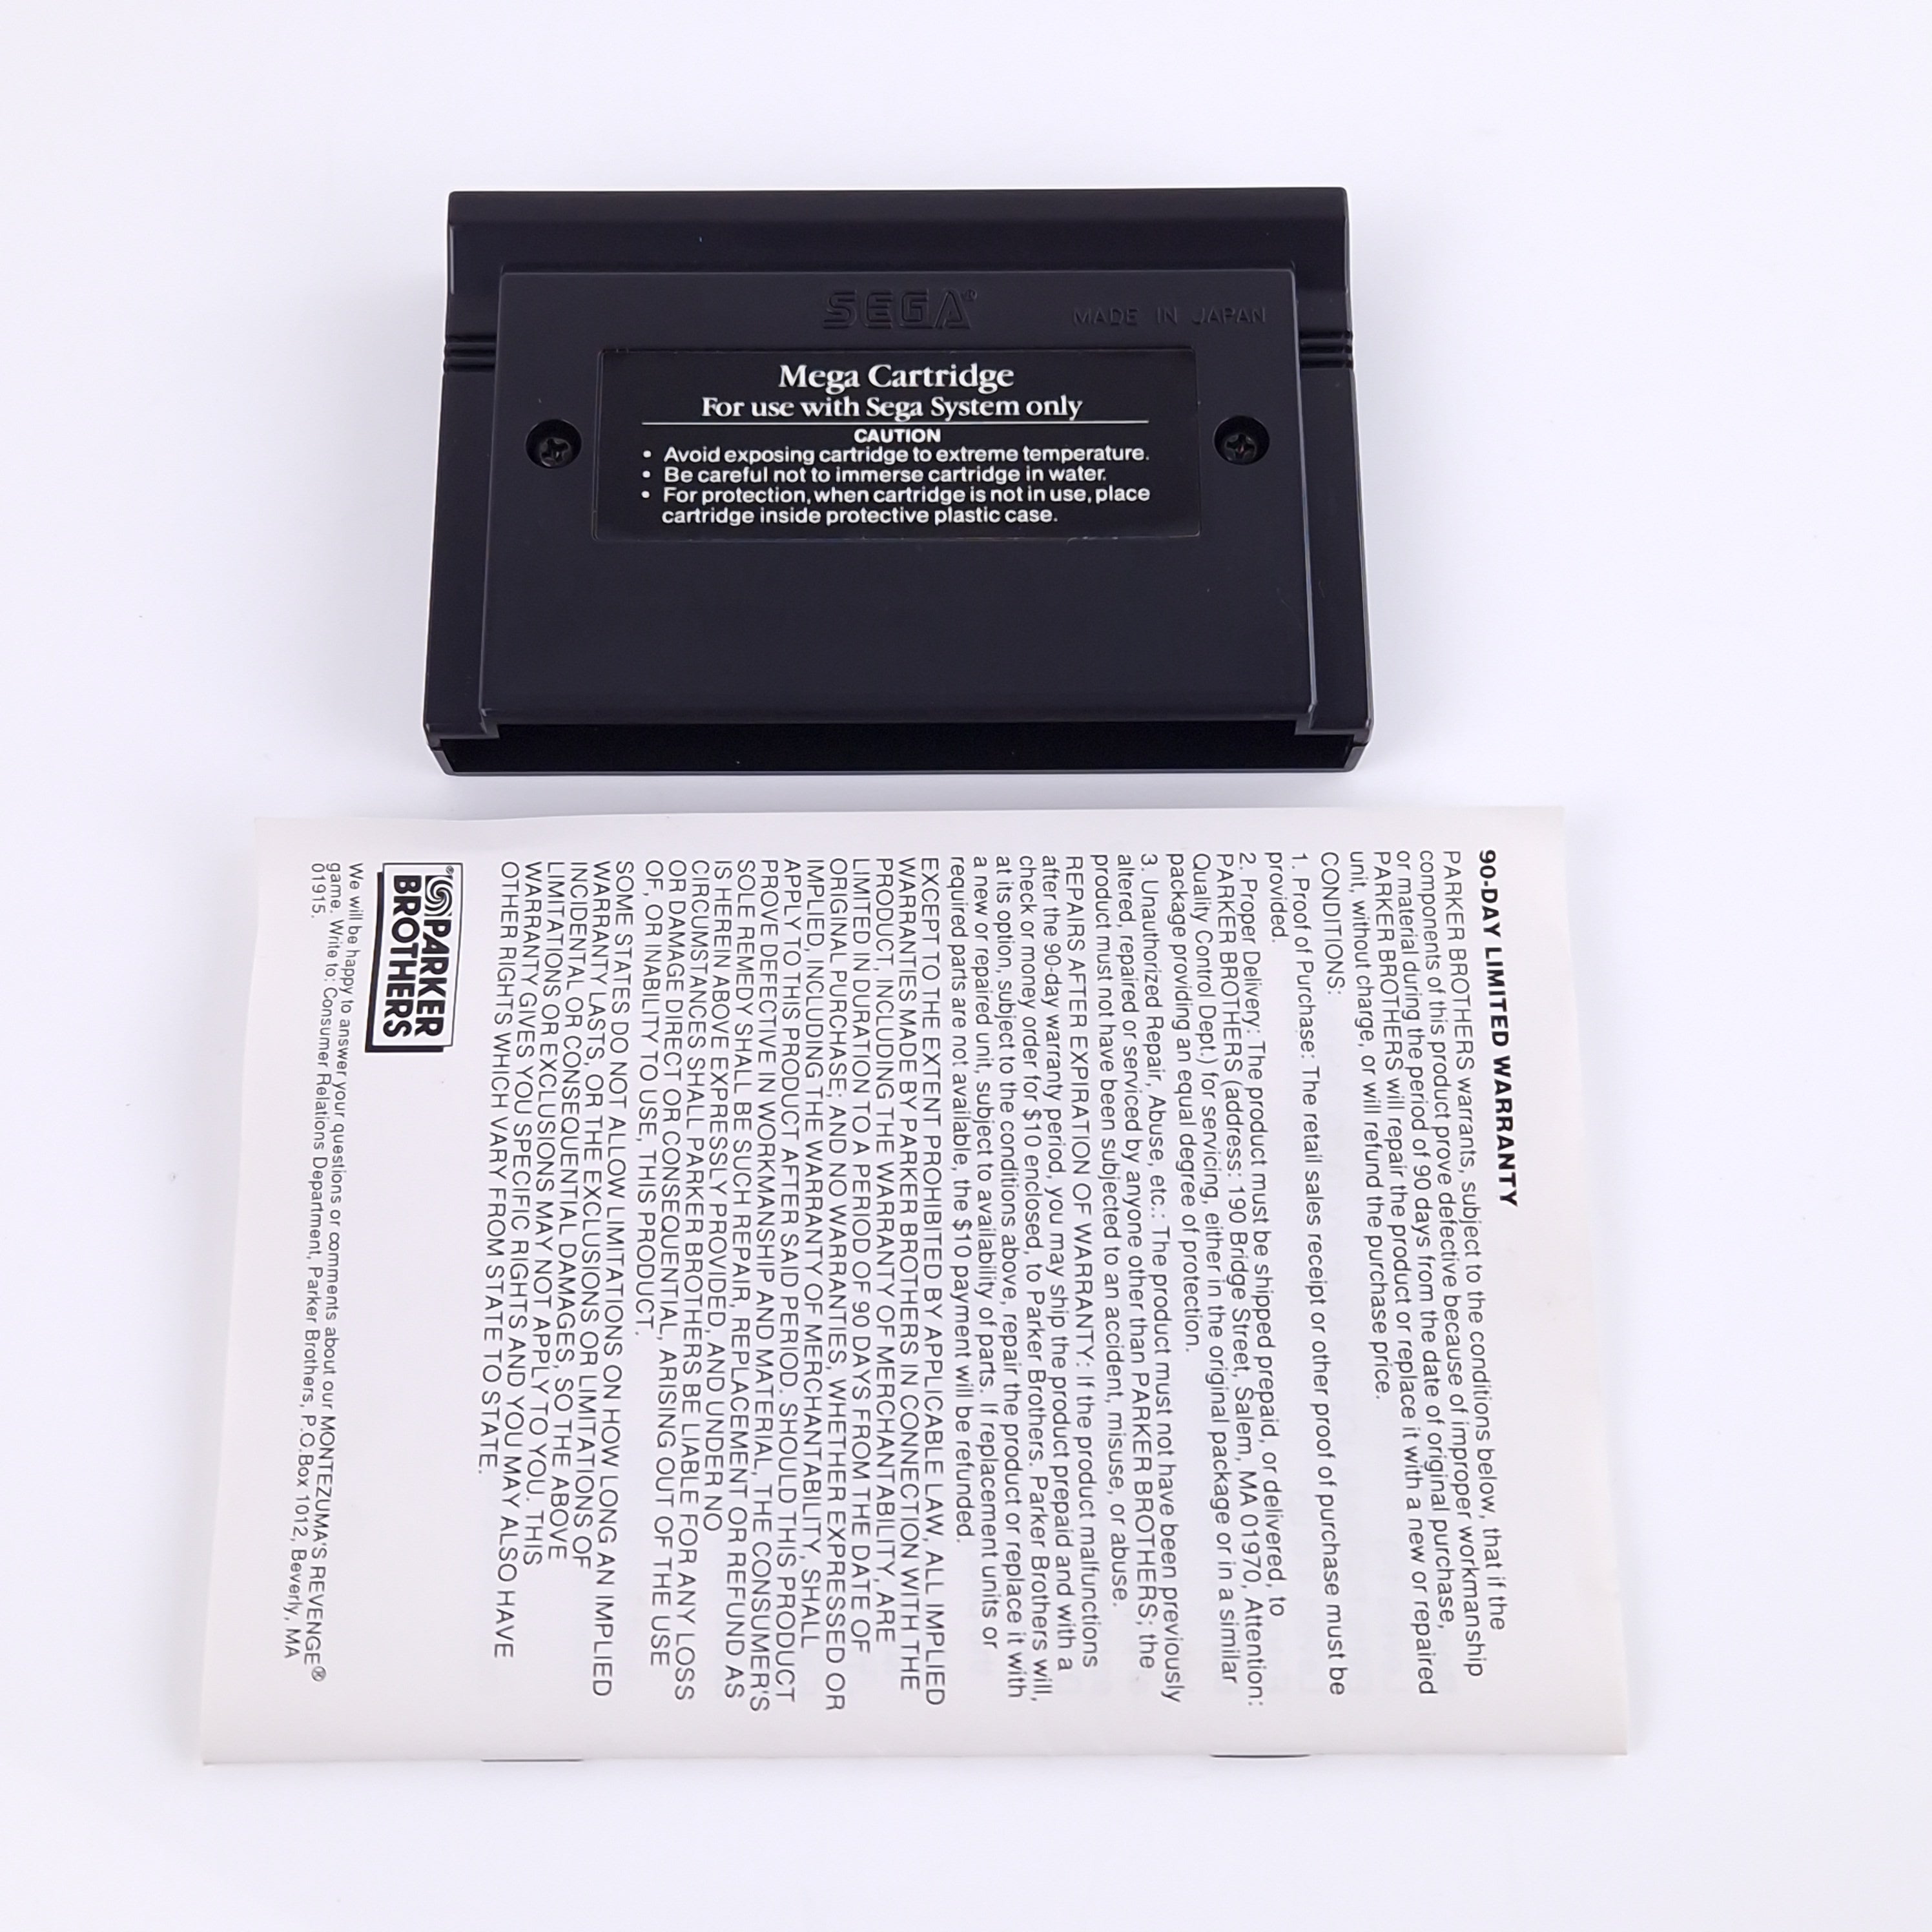 SEGA®
MADE IN JAPAN
Mega Cartridge
For use with Sega System only
CAUTION
• Avoid exposing cartridge to extreme temperature.
• Be careful not to immerse cartridge in water.
• For protection, when cartridge is not in use, place
cartridge inside protective plastic case.
90-DAY LIMITED WARRANTY
PARKER BROTHERS warrants, subject to the conditions below, that if the
components of this product prove defective because of improper workmanship
or material during the period of 90 days from the date of original purchase,
PARKER BROTHERS will repair the product or replace it with a new or repaired
unit, without charge, or will refund the purchase price.
CONDITIONS:
1. Proof of Purchase: The retail sales receipt or other proof of purchase must be
provided.
2. Proper Delivery: The product must be shipped prepaid, or delivered, to
PARKER BROTHERS (address: 190 Bridge Street, Salem, MA 01970, Attention:
Quality Control Dept.) for servicing, either in the original package or in a similar
package providing an equal degree of protection.
3. Unauthorized Repair, Abuse, etc.: The product must not have been previously
altered, repaired or serviced by anyone other than PARKER BROTHERS; the
product must not have been subjected to an accident, misuse, or abuse.
REPAIRS AFTER EXPIRATION OF WARRANTY: If the product malfunctions
after the 90-day warranty period, you may ship the product prepaid and with a
check or money order for $10 enclosed, to Parker Brothers. Parker Brothers will,
at its option, subject to the conditions above, repair the product or replace it with
a new or repaired unit, subject to availability of parts. If replacement units or
required parts are not available, the $10 payment will be refunded.
EXCEPT TO THE EXTENT PROHIBITED BY APPLICABLE LAW, ALL IMPLIED
WARRANTIES MADE BY PARKER BROTHERS IN CONNECTION WITH THE
PRODUCT, INCLUDING THE WARRANTY OF MERCHANTABILITY, ARE
LIMITED IN DURATION TO A PERIOD OF 90 DAYS FROM THE DATE OF
ORIGINAL PURCHASE; AND NO WARRANTIES, WHETHER EXPRESSED OR
IMPLIED, INCLUDING THE WARRANTY OF MERCHANTABILITY, SHALL
APPLY TO THIS PRODUCT AFTER SAID PERIOD. SHOULD THIS PRODUCT
PROVE DEFECTIVE IN WORKMANSHIP AND MATERIAL, THE CONSUMER'S
SOLE REMEDY SHALL BE SUCH REPAIR, REPLACEMENT OR REFUND AS
IS HEREIN ABOVE EXPRESSLY PROVIDED, AND UNDER NO
CIRCUMSTANCES SHALL PARKER BROTHERS BE LIABLE FOR ANY LOSS
OR DAMAGE DIRECT OR CONSEQUENTIAL, ARISING OUT OF THE USE
OF, OR INABILITY TO USE, THIS PRODUCT.
SOME STATES DO NOT ALLOW LIMITATIONS ON HOW LONG AN IMPLIED
WARRANTY LASTS, OR THE EXCLUSIONS OR LIMITATIONS OF
INCIDENTAL OR CONSEQUENTIAL DAMAGES, SO THE ABOVE
LIMITATIONS OR EXCLUSIONS MAY NOT APPLY TO YOU. THIS
WARRANTY GIVES YOU SPECIFIC RIGHTS AND YOU MAY ALSO HAVE
OTHER RIGHTS WHICH VARY FROM STATE TO STATE.
PARKER
BROTHERS
®
We will be happy to answer your questions or comments about our MONTEZUMA'S REVENGE®
game. Write to: Consumer Relations Department, Parker Brothers, P.O.Box 1012, Beverly, MA
01915.